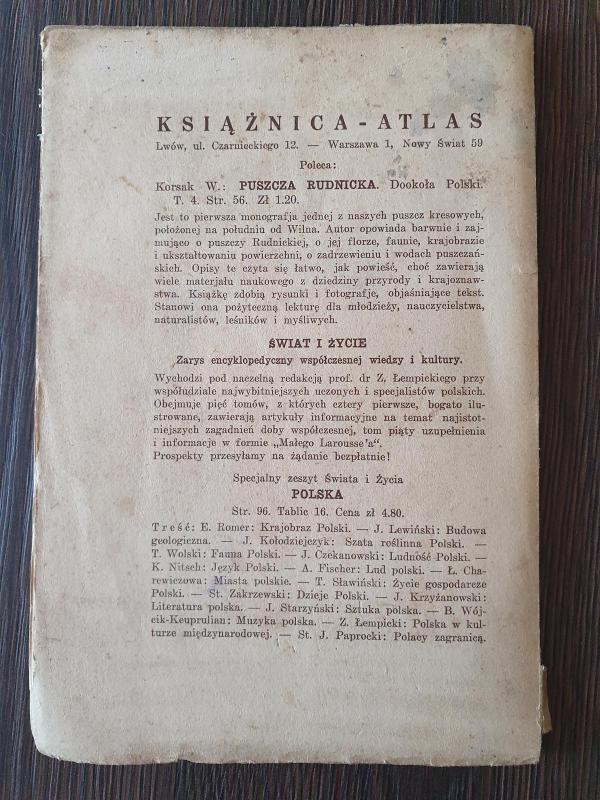 KSIĄŻNICA-ATLAS
Lwów, ul. Czarnieckiego 12. — Warszawa 1, Nowy Świat 59
Poleca:
Korsak W.: PUSZCZA RUDNICKA. Dookoła Polski.
T. 4. Str. 56. Zł 1.20.
Jest to pierwsza monografja jednej z naszych puszcz kresowych,
położonej na południu od Wilna. Autor opowiada barwnie i zaj-
mująco o puszczy Rudnickiej, o jej florze, faunie, krajobrazie
i ukształtowaniu powierzchni, o zadrzewieniu i wodach puszczań-
skich. Opisy te czyta się łatwo, jak powieść, choć zawierają
wiele materjału naukowego z dziedziny przyrody i krajoznaw-
stwa. Książkę zdobią rysunki i fotografje, objaśniające tekst.
Stanowi ona pożyteczną lekturę dla młodzieży, nauczycielstwa,
naturalistów, leśników i myśliwych.
ŚWIAT I ŻYCIE
Zarys encyklopedyczny współczesnej wiedzy i kultury.
Wychodzi pod naczelną redakcją prof. dr Z. Łempickiego przy
współudziale najwybitniejszych uczonych i specjalistów polskich.
Obejmuje pięć tomów, z których cztery pierwsze, bogato ilu-
strowane, zawierają artykuły informacyjne na temat najistot-
niejszych zagadnień doby współczesnej, tom piąty uzupełnienia
i informacje w formie „Małego Larousse'a".
Prospekty przesyłamy na żądanie bezpłatnie!
Specjalny zeszyt Świata i Życia
POLSKA
Str. 96. Tablic 16. Cena zł 4.80.
Treść: E. Romer: Krajobraz Polski. — J. Lewiński: Budowa
geologiczna. — J. Kołodziejczyk: Szata roślinna Polski. —
T. Wolski: Fauna Polski. — J. Czekanowski: Ludność Polski. —
K. Nitsch: Język Polski. — A. Fischer: Lud polski. — Ł. Cha-
rewiczowa: Miasta polskie. — T. Sławiński: Życie gospodarcze
Polski. — St. Zakrzewski: Dzieje Polski. — J. Krzyżanowski:
Literatura polska. — J. Starzyński: Sztuka polska. — B. Wój-
cik-Keuprulian: Muzyka polska. — Z. Łempicki: Polska w kul-
turze międzynarodowej. — St. J. Paprocki: Polacy zagranicą.